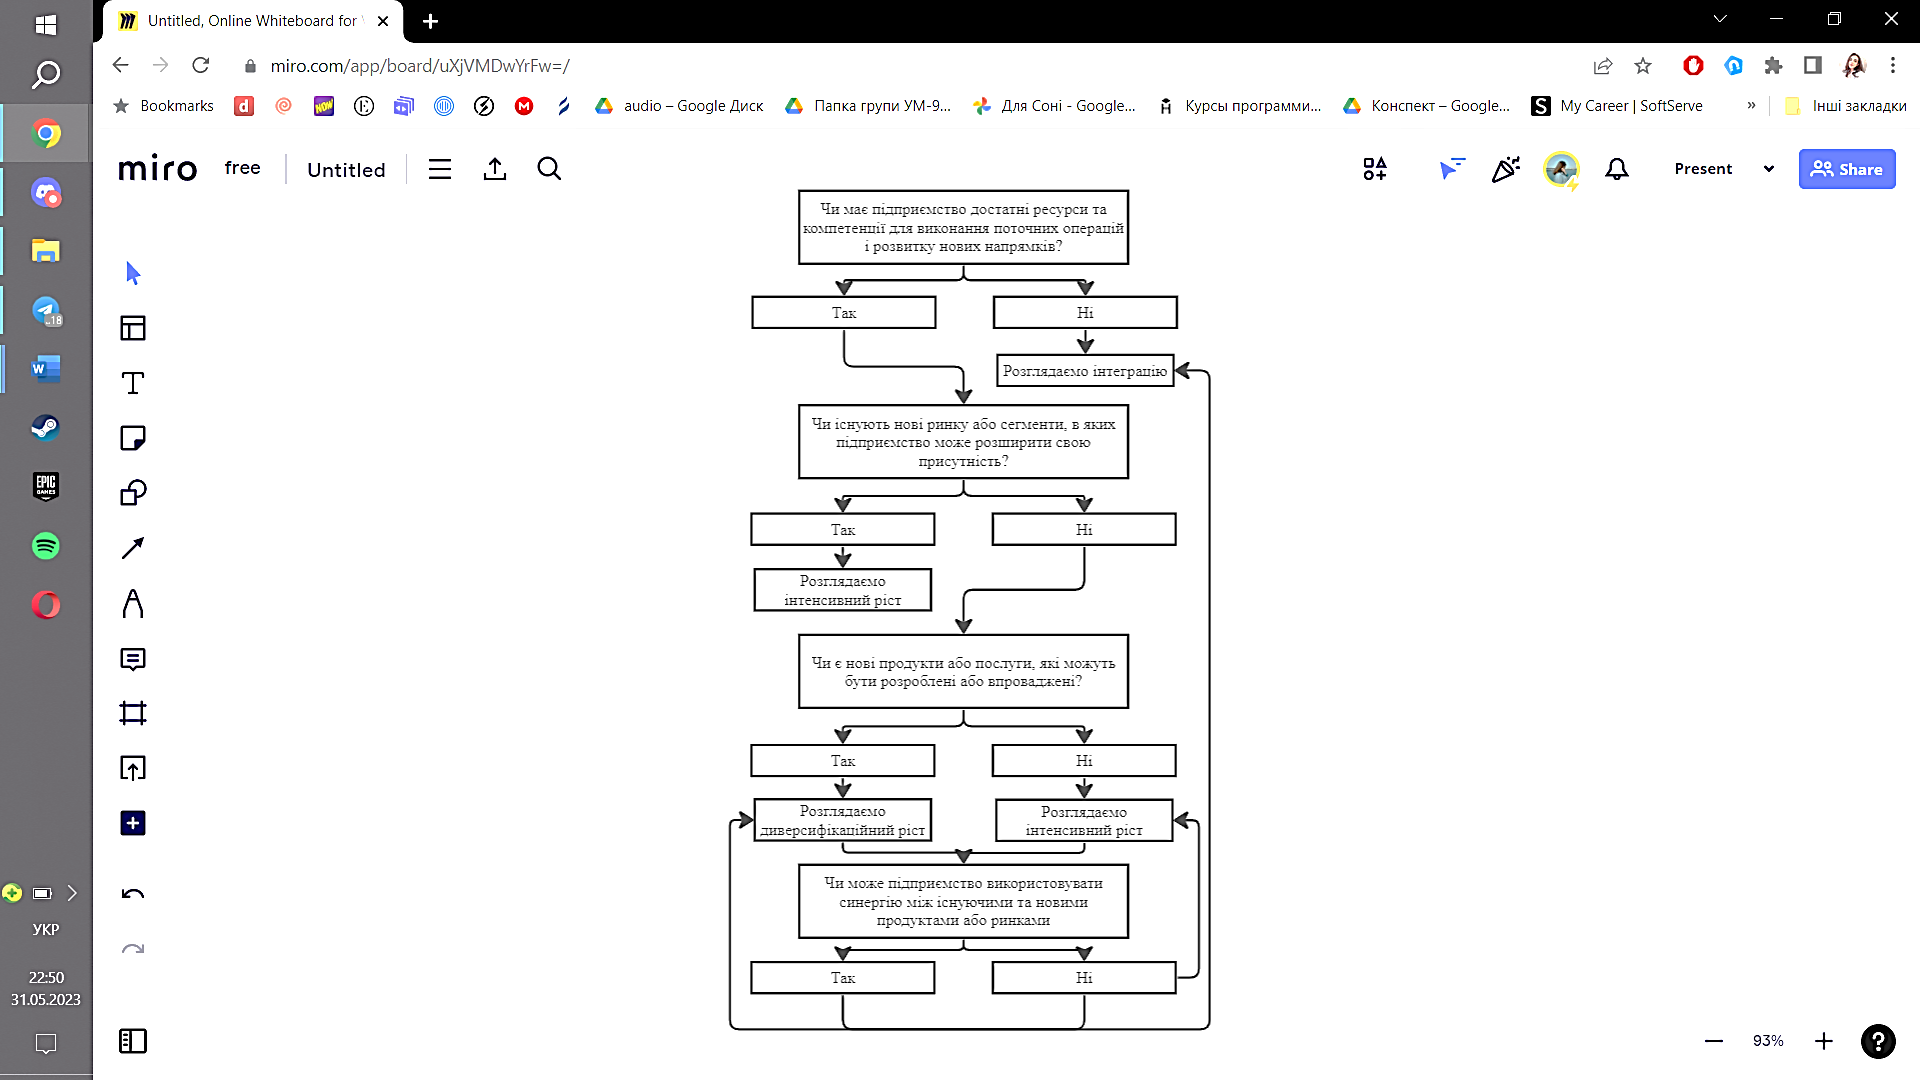 Untitled, Online Whiteboard for
miro.com/app/board/uXjVMDwYrFw=/
Bookmarks
audio – Google Диск
Папка групи УМ-9...
Для Соні - Google...
Курсы программи...
Конспект – Google...
My Career | SoftServe
»
Інші закладки
miro
free
Untitled
Present
Share
Чи має підприємство достатні ресурси та
компетенції для виконання поточних операцій
і розвитку нових напрямків?
Так
Ні
Розглядаємо інтеграцію
Чи існують нові ринку або сегменти, в яких
підприємство може розширити свою
присутність?
Так
Ні
Розглядаємо
інтенсивний ріст
Чи є нові продукти або послуги, які можуть
бути розроблені або впроваджені?
Так
Ні
Розглядаємо
диверсифікаційний ріст
Розглядаємо
інтенсивний ріст
Чи може підприємство використовувати
синергію між існуючими та новими
продуктами або ринками
Так
Ні
..18
EPIC
GAMES
NOW
УКР
22:50
31.05.2023
93%